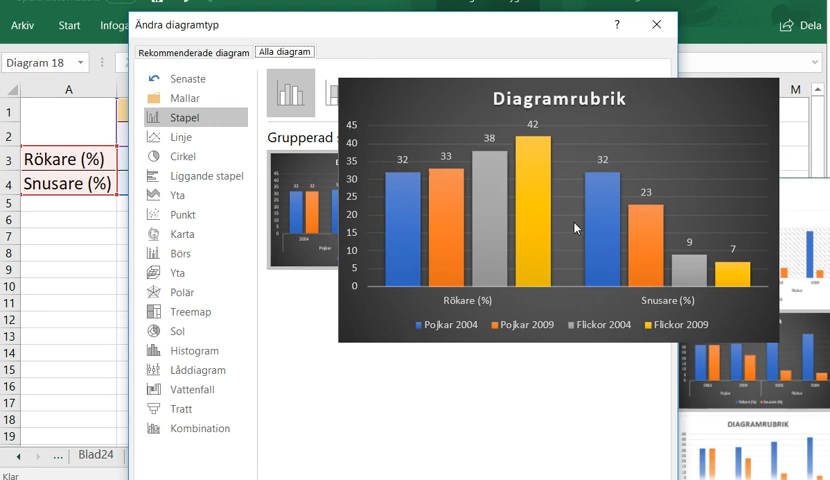 Arkiv
Start
Infoga
Dela
Diagram 18
Ändra diagramtyp
?
Rekommenderade diagram
Alla diagram
A
M
1
2
3
4
5
6
7
8
9
10
11
12
13
14
15
16
17
18
19
Rökare (%)
Snusare (%)
Senaste
Mallar
Stapel
Linje
Cirkel
Liggande stapel
Yta
Punkt
Karta
Börs
Yta
Polär
Treemap
Sol
Histogram
Låddiagram
Vattenfall
Tratt
Kombination
Grupperad
Diagramrubrik
45
40
35
30
25
20
15
10
5
0
32
33
38
42
32
23
9
7
Rökare (%)
Snusare (%)
Pojkar 2004
Pojkar 2009
Flickor 2004
Flickor 2009
DIAGRAMRUBRIK
...
Blad24
Klar